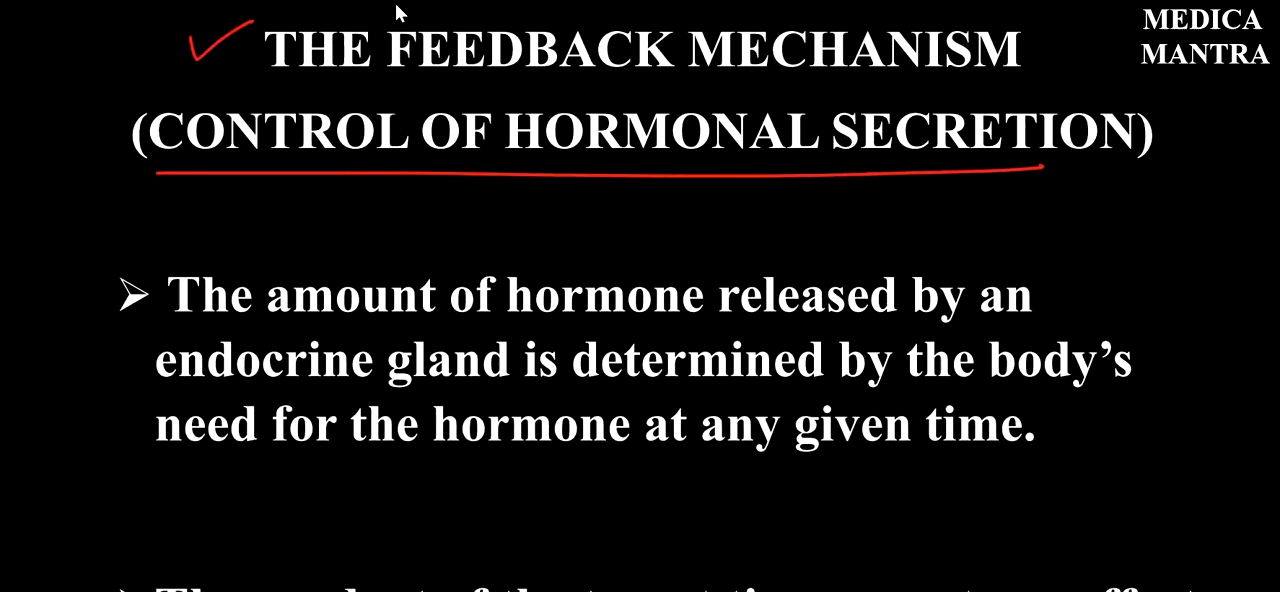 MEDICA
MANTRA
THE FEEDBACK MECHANISM
(CONTROL OF HORMONAL SECRETION)
➢ The amount of hormone released by an
endocrine gland is determined by the body’s
need for the hormone at any given time.